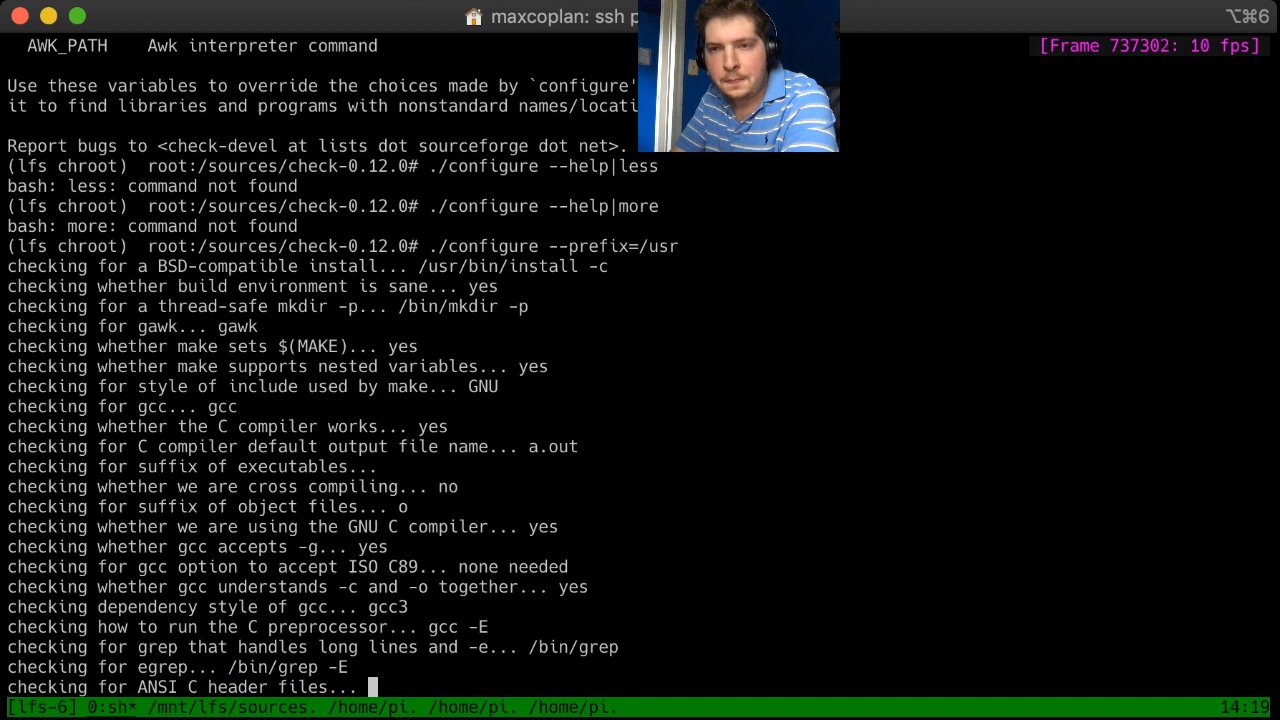 maxcoplan: ssh p
⌥⌘6
AWK_PATH    Awk interpreter command
[Frame 737302: 10 fps]
Use these variables to override the choices made by `configure'
it to find libraries and programs with nonstandard names/locati
Report bugs to <check-devel at lists dot sourceforge dot net>.
(lfs chroot)  root:/sources/check-0.12.0# ./configure --help|less
bash: less: command not found
(lfs chroot)  root:/sources/check-0.12.0# ./configure --help|more
bash: more: command not found
(lfs chroot)  root:/sources/check-0.12.0# ./configure --prefix=/usr
checking for a BSD-compatible install... /usr/bin/install -c
checking whether build environment is sane... yes
checking for a thread-safe mkdir -p... /bin/mkdir -p
checking for gawk... gawk
checking whether make sets $(MAKE)... yes
checking whether make supports nested variables... yes
checking for style of include used by make... GNU
checking for gcc... gcc
checking whether the C compiler works... yes
checking for C compiler default output file name... a.out
checking for suffix of executables...
checking whether we are cross compiling... no
checking for suffix of object files... o
checking whether we are using the GNU C compiler... yes
checking whether gcc accepts -g... yes
checking for gcc option to accept ISO C89... none needed
checking whether gcc understands -c and -o together... yes
checking dependency style of gcc... gcc3
checking how to run the C preprocessor... gcc -E
checking for grep that handles long lines and -e... /bin/grep
checking for egrep... /bin/grep -E
checking for ANSI C header files...
[lfs-6] 0:sh* /mnt/lfs/sources. /home/pi. /home/pi. /home/pi.
14:19